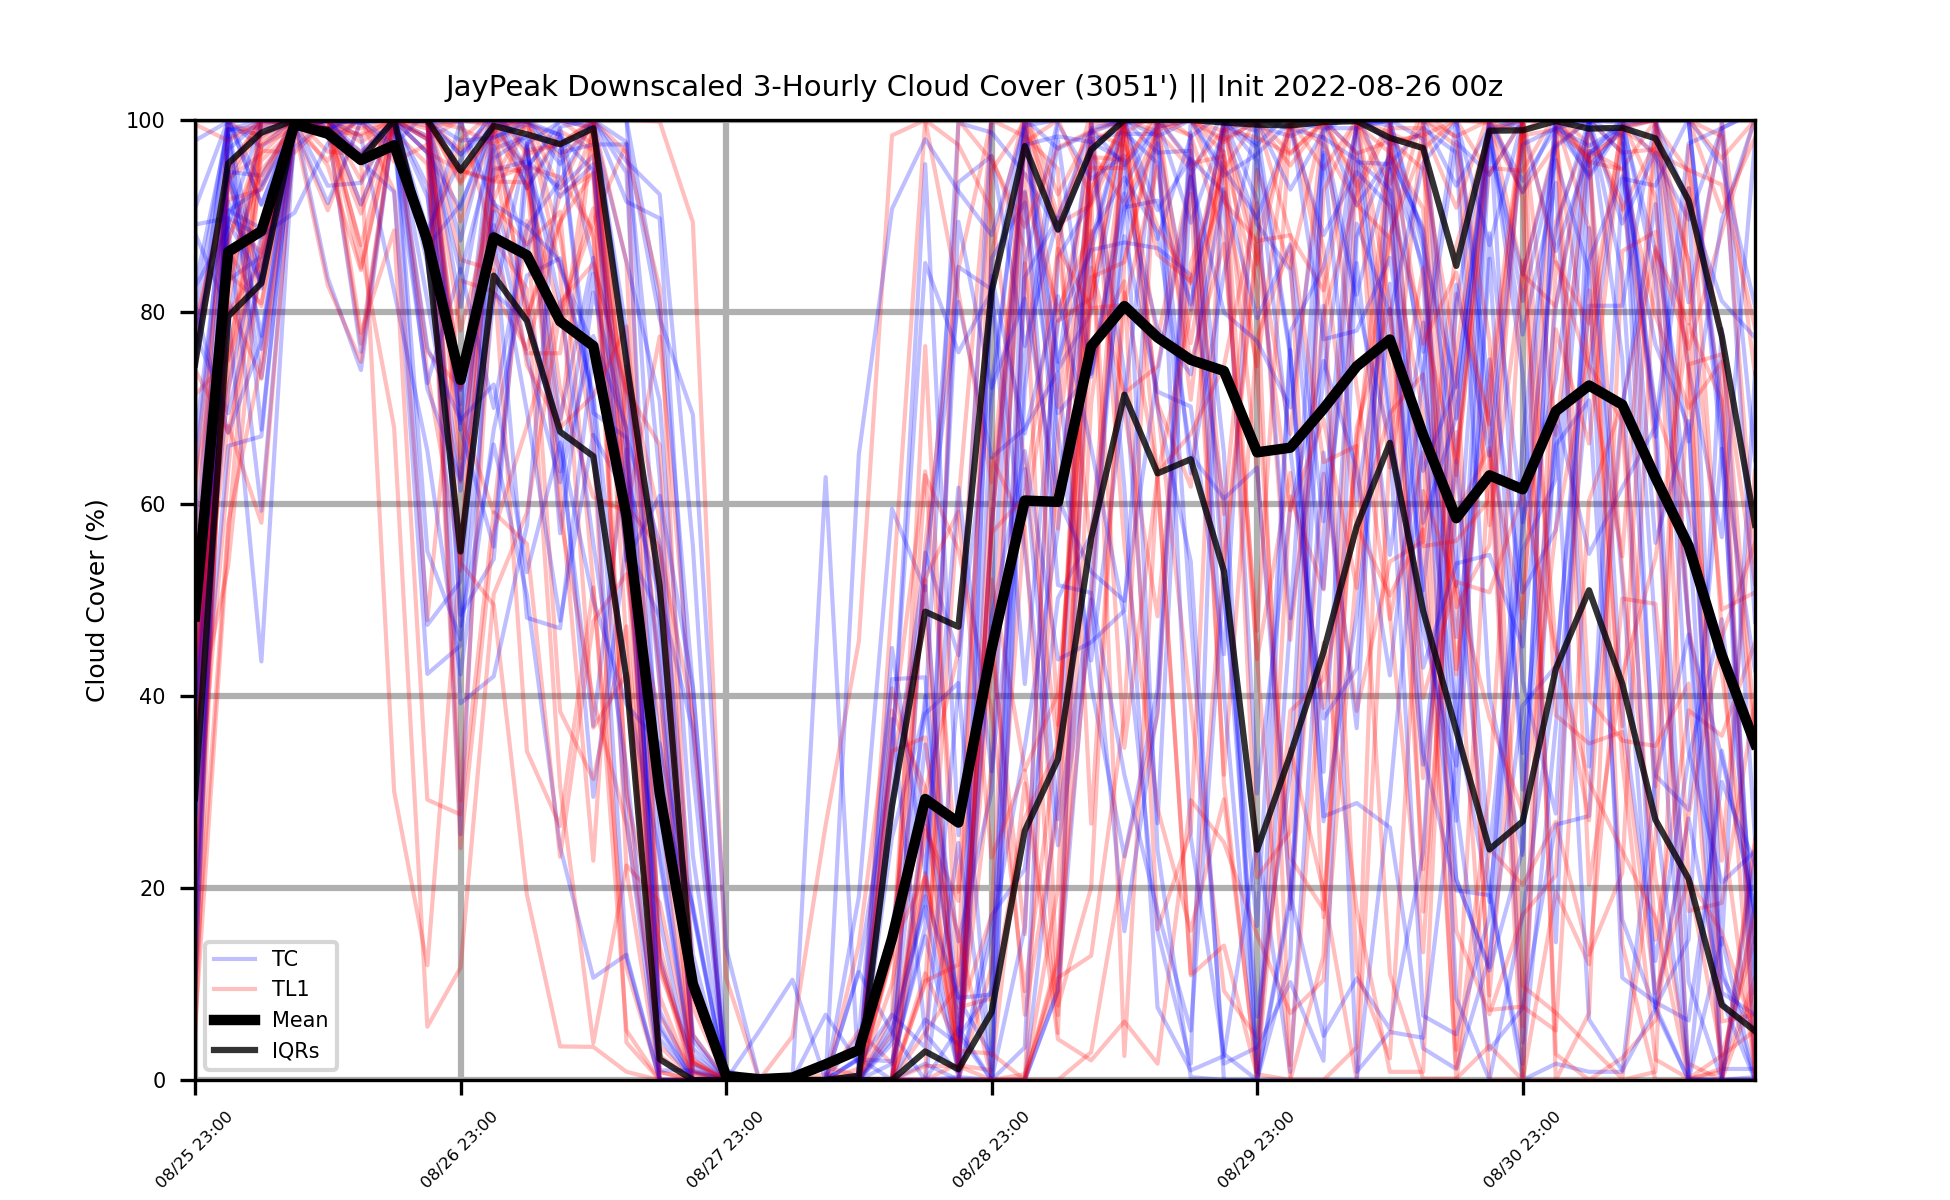 JayPeak Downscaled 3-Hourly Cloud Cover (3051') || Init 2022-08-26 00z
Cloud Cover (%)
100
80
60
40
20
0
TC
TL1
Mean
IQRs
08/25 23:00
08/26 23:00
08/27 23:00
08/28 23:00
08/29 23:00
08/30 23:00